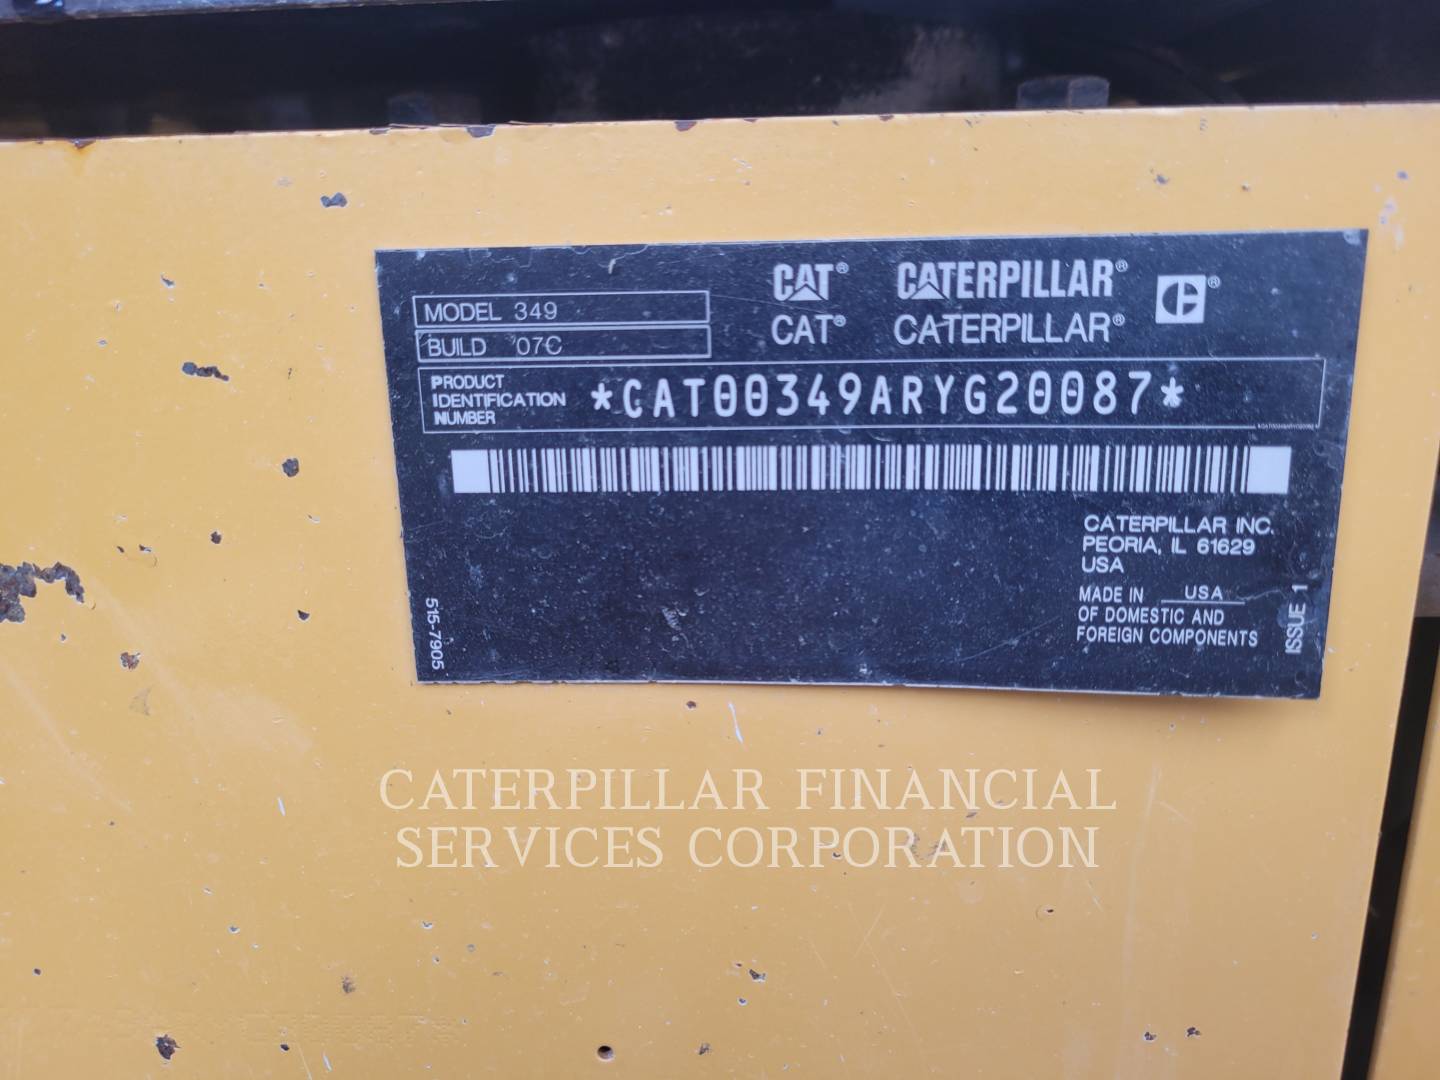 MODEL 349
BUILD 07C
CAT® CATERPILLAR® ®
CAT® CATERPILLAR®
PRODUCT
IDENTIFICATION
NUMBER
*CAT00349ARYG20087*
CATERPILLAR INC.
PEORIA, IL 61629
USA
MADE IN USA
OF DOMESTIC AND
FOREIGN COMPONENTS
515-7905
ISSUE 1
CATERPILLAR FINANCIAL
SERVICES CORPORATION